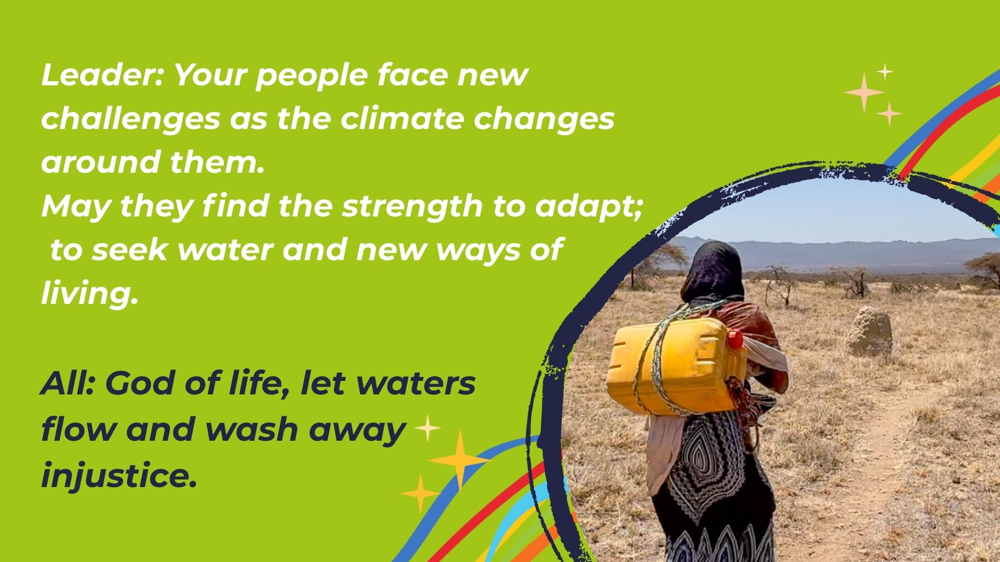 Leader: Your people face new
challenges as the climate changes
around them.
May they find the strength to adapt;
to seek water and new ways of
living.
All: God of life, let waters
flow and wash away
injustice.